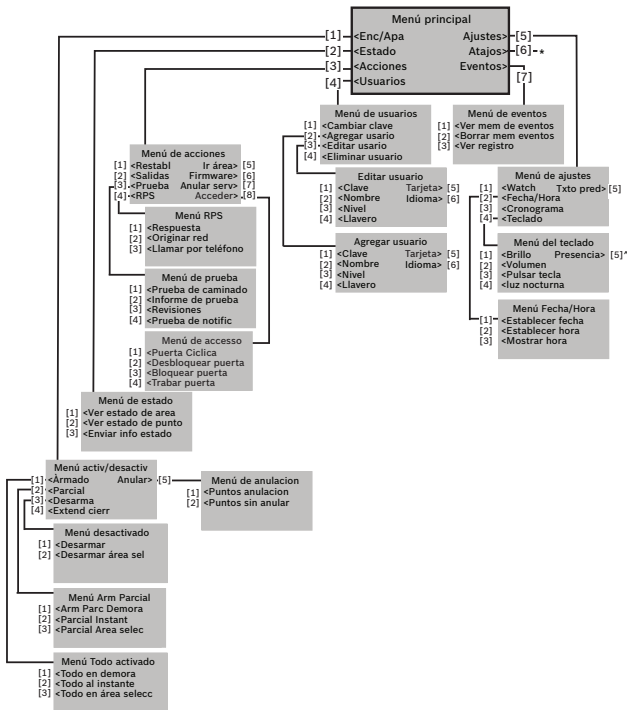 Menú principal
[1] <Enc/Apa Ajustes> [5]
[2] <Estado Atajos> [6] *
[3] <Acciones Eventos> [7]
[4] <Usuarios
Menú de usuarios
[1] <Cambiar clave
[2] <Agregar usario
[3] <Editar usario
[4] <Eliminar usuario
Menú de eventos
[1] <Ver mem de eventos
[2] <Borrar mem eventos
[3] <Ver registro
Menú de acciones
[1] <Restabl Ir área> [5]
[2] <Salidas Firmware> [6]
[3] <Prueba Anular serv> [7]
[4] <RPS Acceder> [8]
Editar usuario
[1] <Clave Tarjeta> [5]
[2] <Nombre Idioma> [6]
[3] <Nivel
[4] <Llavero
Menú de ajustes
[1] <Watch Txto pred> [5]
[2] <Fecha/Hora
[3] <Cronograma
[4] <Teclado
Menú RPS
[1] <Respuesta
[2] <Originar red
[3] <Llamar por teléfono
Agregar usuario
[1] <Clave Tarjeta> [5]
[2] <Nombre Idioma> [6]
[3] <Nivel
[4] <Llavero
Menú del teclado
[1] <Brillo Presencia> [5]*
[2] <Volumen
[3] <Pulsar tecla
[4] <luz nocturna
Menú de prueba
[1] <Prueba de caminado
[2] <Informe de prueba
[3] <Revisiones
[4] <Prueba de notific
Menú Fecha/Hora
[1] <Establecer fecha
[2] <Establecer hora
[3] <Mostrar hora
Menú de accesso
[1] <Puerta Ciclica
[2] <Desbloquear puerta
[3] <Bloquear puerta
[4] <Trabar puerta
Menú de estado
[1] <Ver estado de area
[2] <Ver estado de punto
[3] <Enviar info estado
Menú activ/desactiv
[1] <Àrmado Anular> [5]
[2] <Parcial
[3] <Desarma
[4] <Extend cierr
Menú de anulacion
[1] <Puntos anulacion
[2] <Puntos sin anular
Menú desactivado
[1] <Desarmar
[2] <Desarmar área sel
Menú Arm Parcial
[1] <Arm Parc Demora
[2] <Parcial Instant
[3] <Parcial Area selec
Menú Todo activado
[1] <Todo en demora
[2] <Todo al instante
[3] <Todo en área selecc